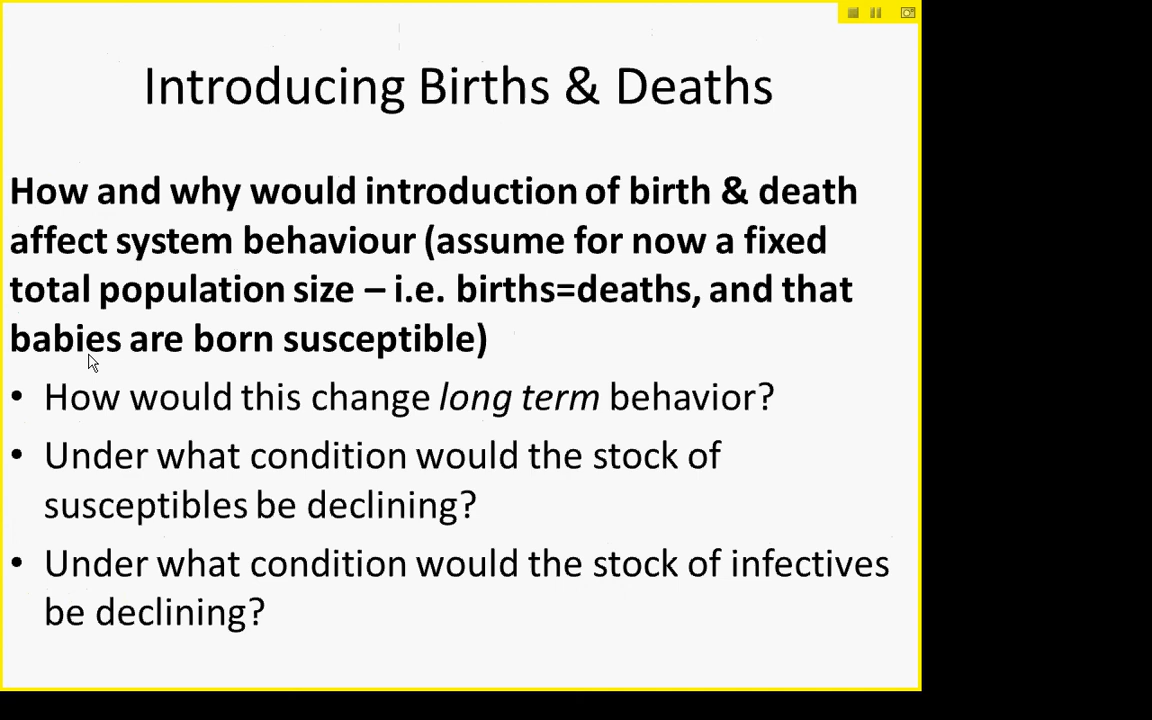 Introducing Births & Deaths
How and why would introduction of birth & death
affect system behaviour (assume for now a fixed
total population size – i.e. births=deaths, and that
babies are born susceptible)
• How would this change long term behavior?
• Under what condition would the stock of
susceptibles be declining?
• Under what condition would the stock of infectives
be declining?